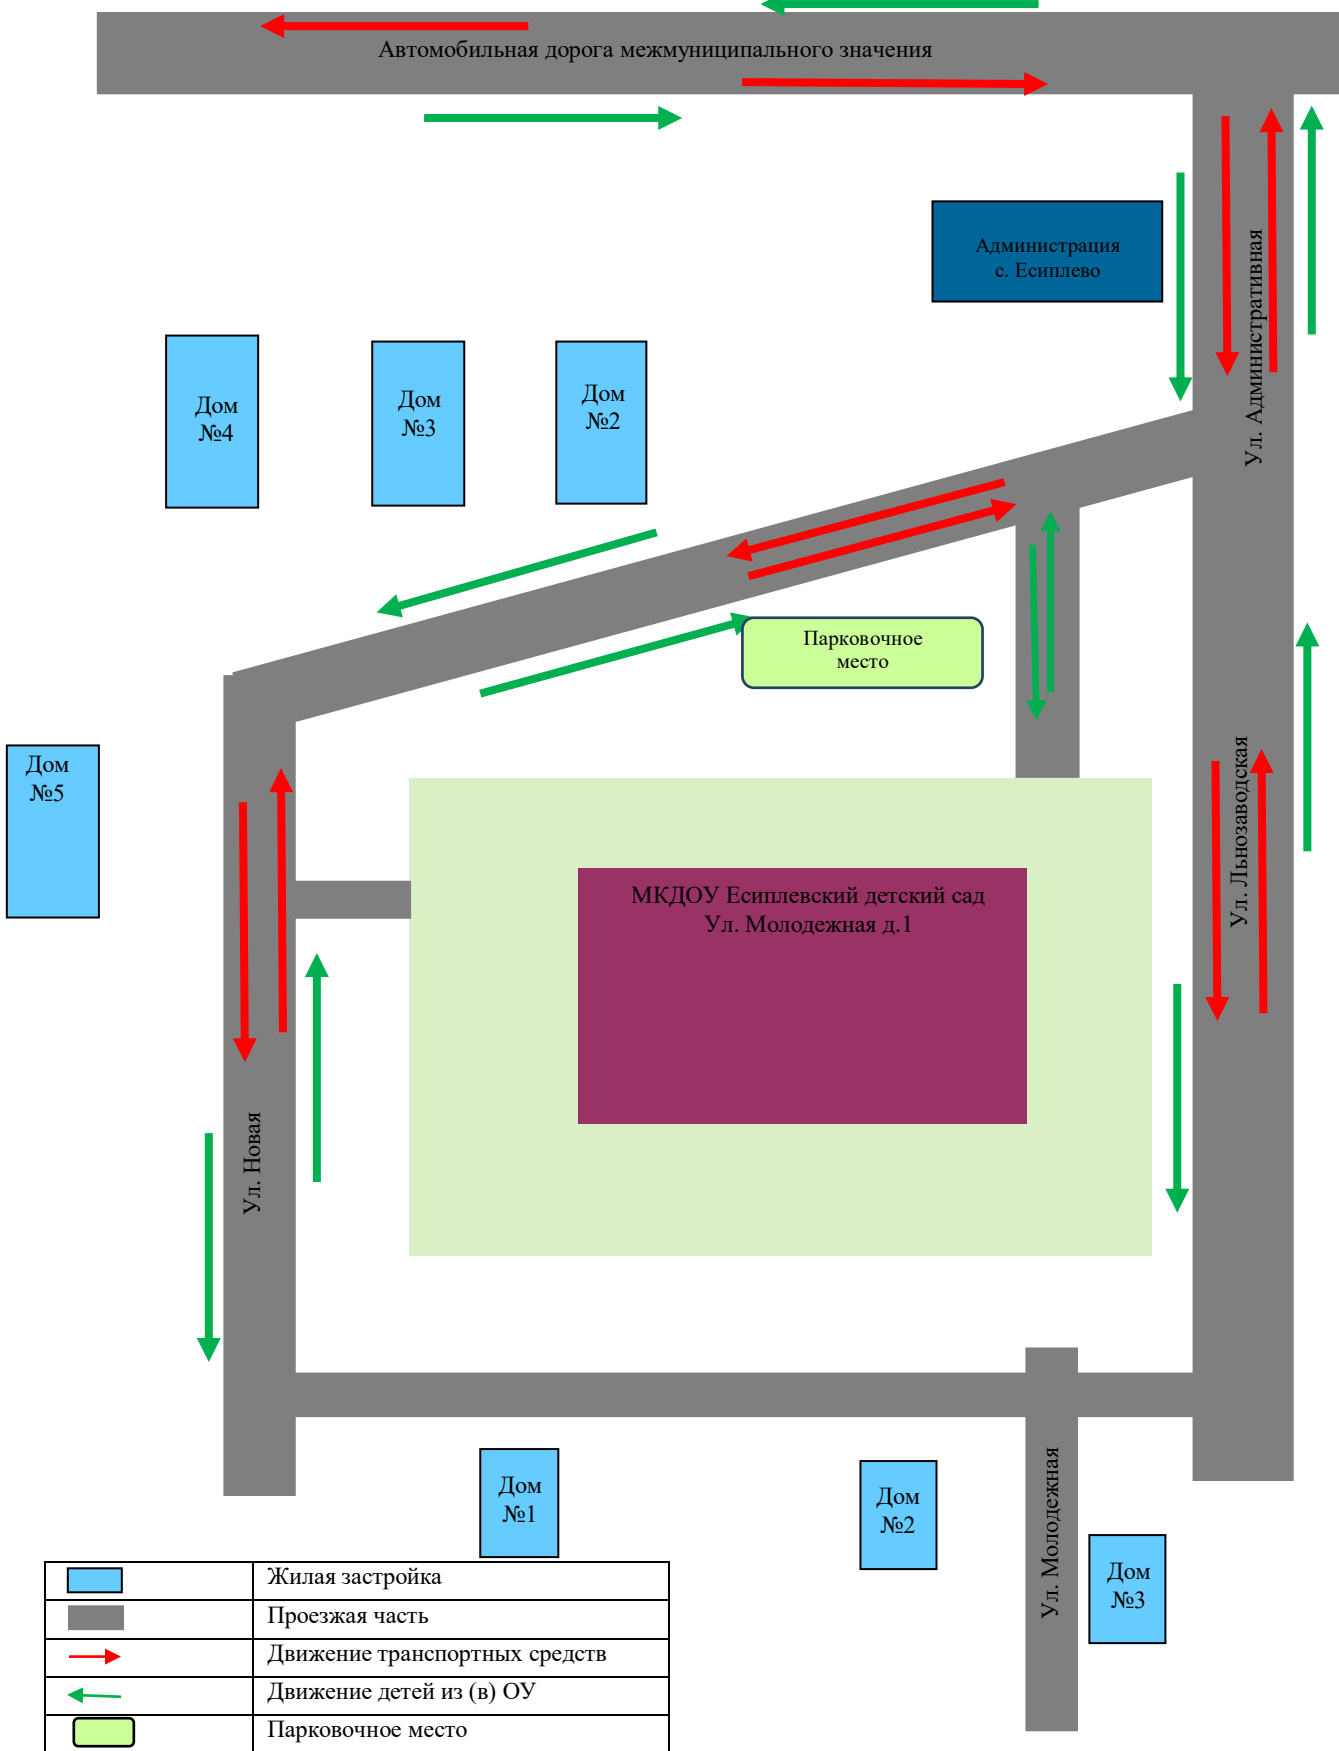 Автомобильная дорога межмуниципального значения
Администрация
с. Есиплево
Ул. Административная
Дом
№4
Дом
№3
Дом
№2
Парковочное
место
Дом
№5
Ул. Льнозаводская
МКДОУ Есиплевский детский сад
Ул. Молодежная д.1
Ул. Новая
Дом
№1
Дом
№2
Ул. Молодежная
Дом
№3
Жилая застройка
Проезжая часть
Движение транспортных средств
Движение детей из (в) ОУ
Парковочное место